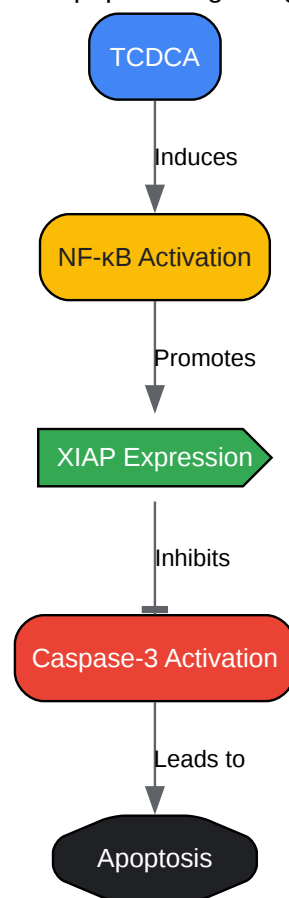 TCDCA
Induces
NF-κB Activation
Promotes
XIAP Expression
Inhibits
Caspase-3 Activation
Leads to
Apoptosis